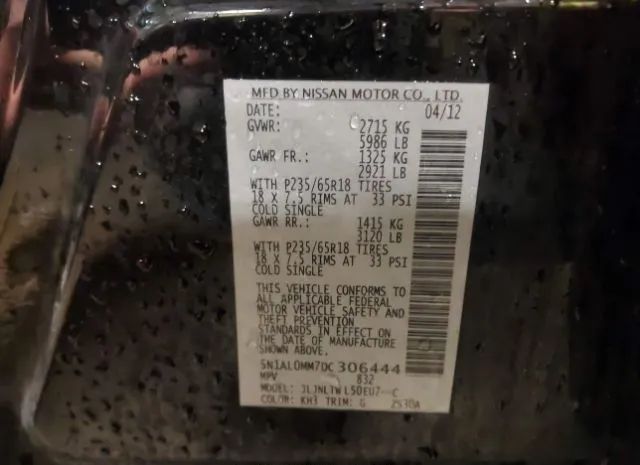 MFD BY NISSAN MOTOR CO., LTD.
DATE: 04/12
GVWR: 2715 KG
5986 LB
GAWR FR.: 1325 KG
2921 LB
WITH P235/65R18 TIRES
18 X 7.5 RIMS AT 33 PSI
COLD SINGLE
GAWR RR.: 1415 KG
3120 LB
WITH P235/65R18 TIRES
18 X 7.5 RIMS AT 33 PSI
COLD SINGLE
THIS VEHICLE CONFORMS TO
ALL APPLICABLE FEDERAL
MOTOR VEHICLE SAFETY AND
THEFT PREVENTION
STANDARDS IN EFFECT ON
THE DATE OF MANUFACTURE
SHOWN ABOVE.
5N1AL0MM7DC306444
MPV 832
MODEL:
COLOR: KH3 TRIM: G 2530A